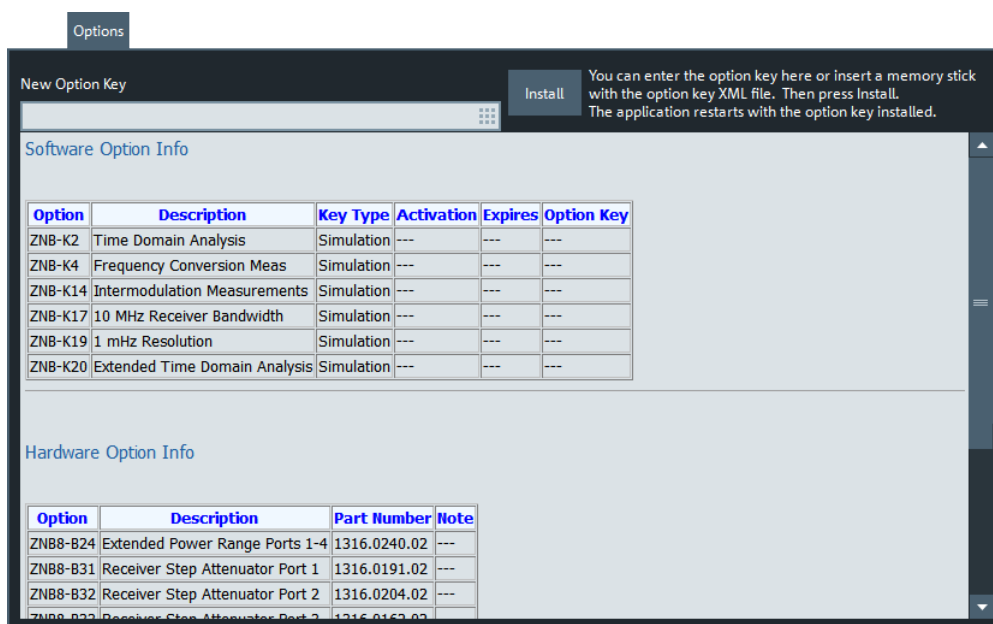 Options
New Option Key
Install
You can enter the option key here or insert a memory stick
with the option key XML file. Then press Install.
The application restarts with the option key installed.
Software Option Info
Option Description Key Type Activation Expires Option Key
ZNB-K2 Time Domain Analysis Simulation --- --- ---
ZNB-K4 Frequency Conversion Meas Simulation --- --- ---
ZNB-K14 Intermodulation Measurements Simulation --- --- ---
ZNB-K17 10 MHz Receiver Bandwidth Simulation --- --- ---
ZNB-K19 1 mHz Resolution Simulation --- --- ---
ZNB-K20 Extended Time Domain Analysis Simulation --- --- ---
Hardware Option Info
Option Description Part Number Note
ZNB8-B24 Extended Power Range Ports 1-4 1316.0240.02 ---
ZNB8-B31 Receiver Step Attenuator Port 1 1316.0191.02 ---
ZNB8-B32 Receiver Step Attenuator Port 2 1316.0204.02 ---
Receiver Step Attenuator Port